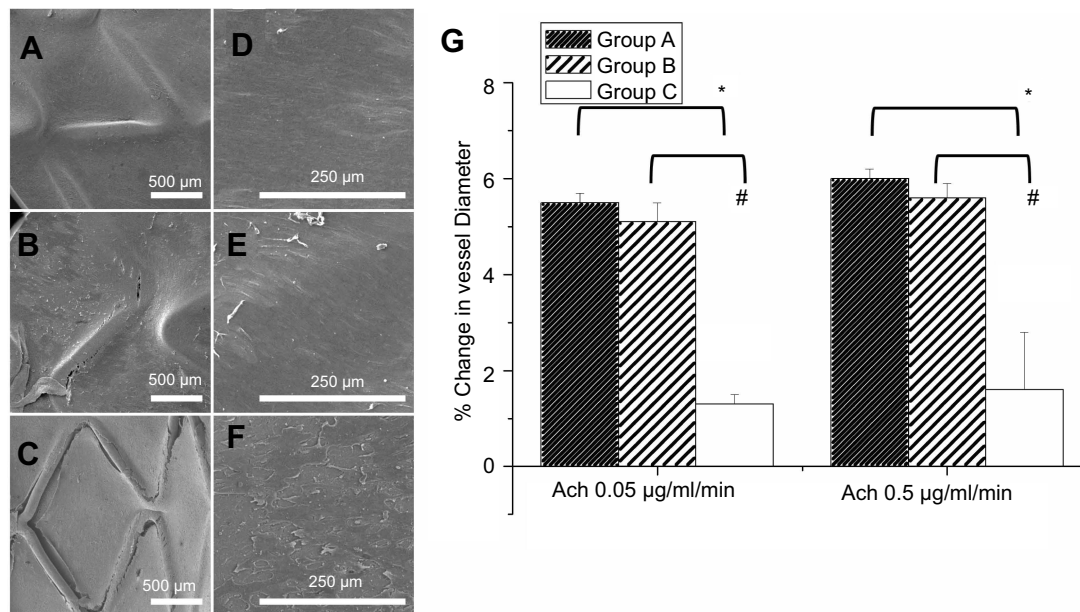 A
500 µm
D
250 µm
B
500 µm
E
250 µm
C
500 µm
F
250 µm
G
Group A
Group B
Group C
% Change in vessel Diameter
8
6
4
2
0
*
#
*
#
Ach 0.05 µg/ml/min
Ach 0.5 µg/ml/min